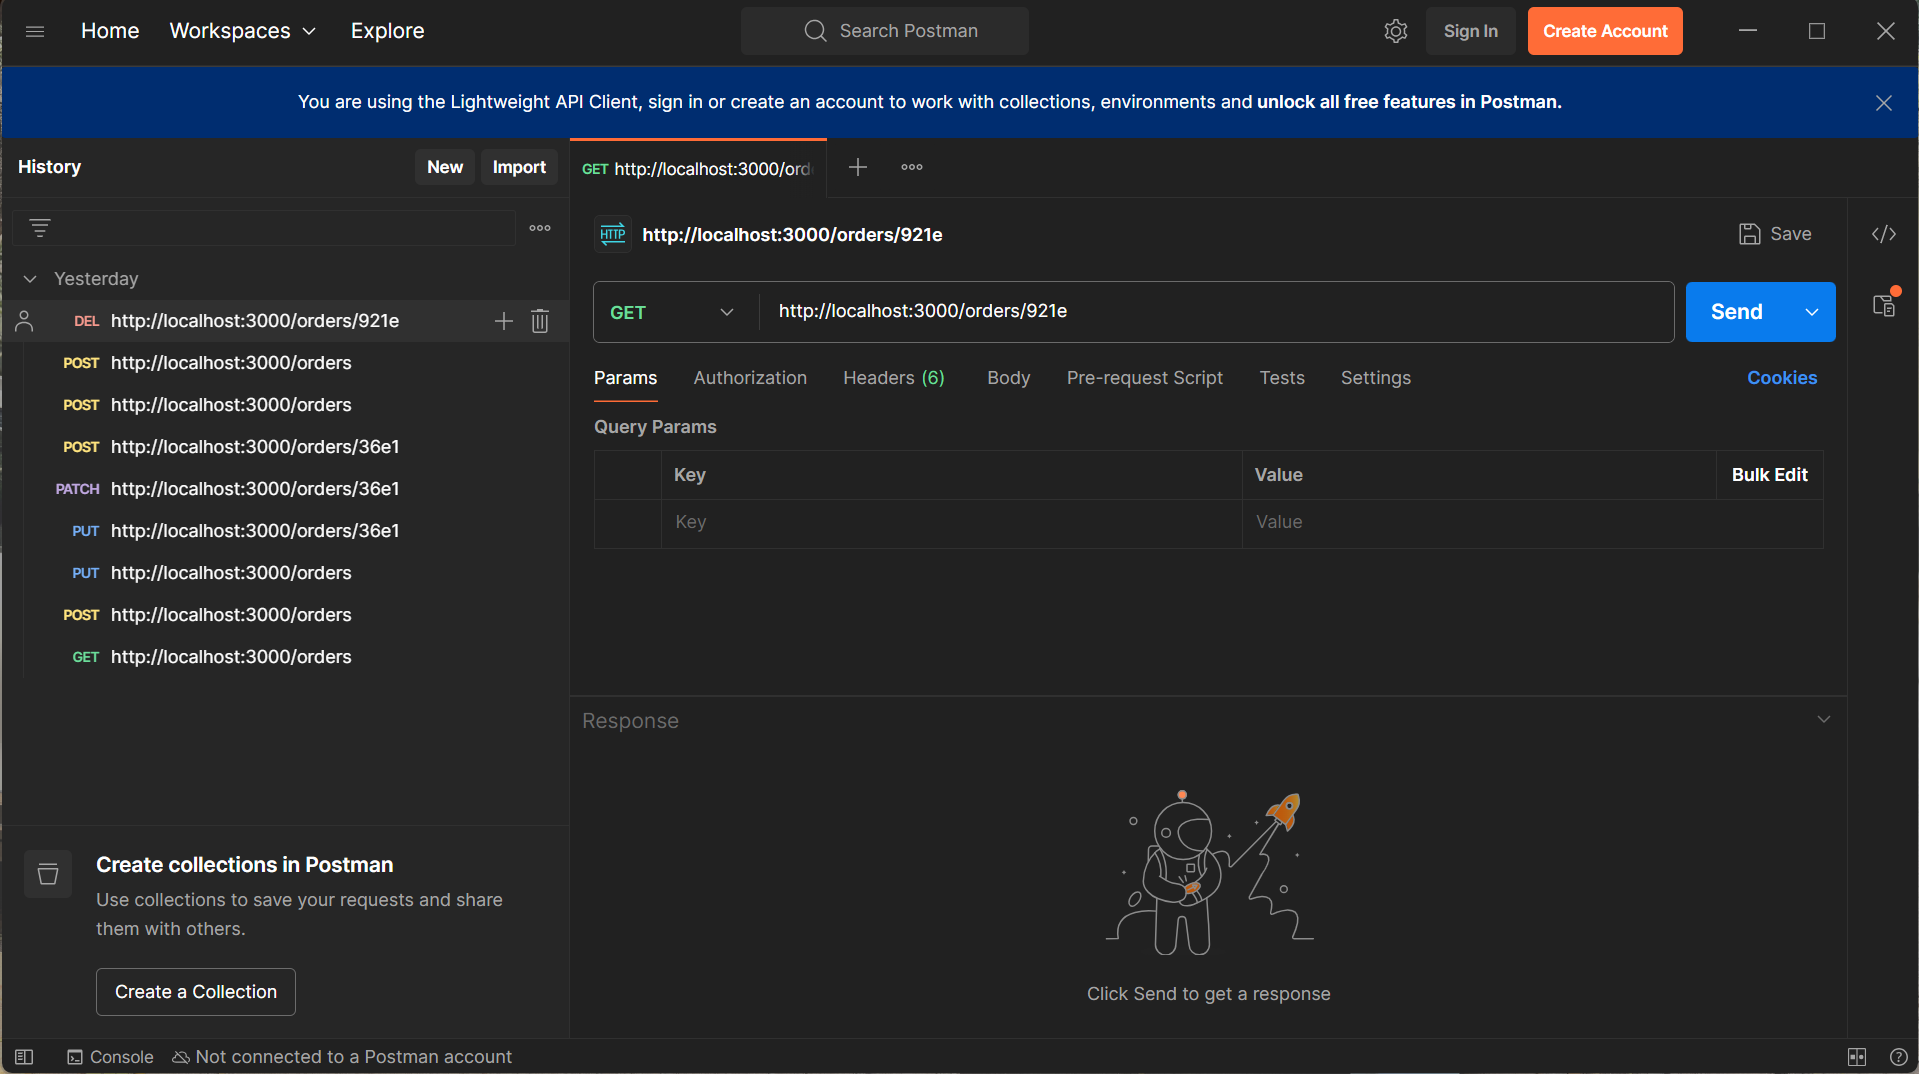 Home Workspaces Explore Search Postman Sign In Create Account
You are using the Lightweight API Client, sign in or create an account to work with collections, environments and unlock all free features in Postman.
History New Import
GET http://localhost:3000/ord
HTTP http://localhost:3000/orders/921e Save </>
Yesterday
DEL http://localhost:3000/orders/921e
POST http://localhost:3000/orders
POST http://localhost:3000/orders
POST http://localhost:3000/orders/36e1
PATCH http://localhost:3000/orders/36e1
PUT http://localhost:3000/orders/36e1
PUT http://localhost:3000/orders
POST http://localhost:3000/orders
GET http://localhost:3000/orders
GET http://localhost:3000/orders/921e Send
Params Authorization Headers (6) Body Pre-request Script Tests Settings Cookies
Query Params
Key Value Bulk Edit
Key Value
Response
Click Send to get a response
Create collections in Postman
Use collections to save your requests and share
them with others.
Create a Collection
Console Not connected to a Postman account